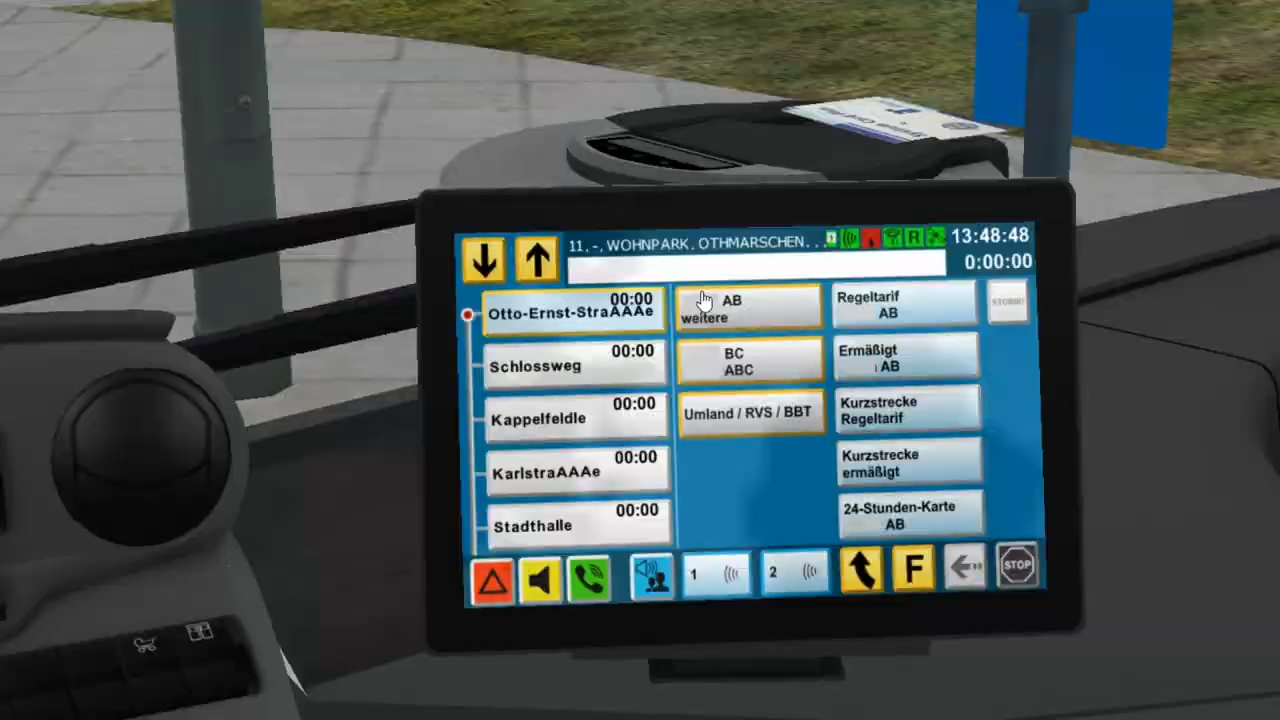 11,-, WOHNPARK, OTHMARSCHEN...
R
13:48:48
0:00:00
00:00
Otto-Ernst-StraAAAe
00:00
Schlossweg
00:00
Kappelfeldle
00:00
KarlstraAAAe
00:00
Stadthalle
AB
weitere
BC
ABC
Umland / RVS / BBT
Regeltarif
AB
Ermäßigt
AB
Kurzstrecke
Regeltarif
Kurzstrecke
ermäßigt
24-Stunden-Karte
AB
STORNO
1
2
F
STOP